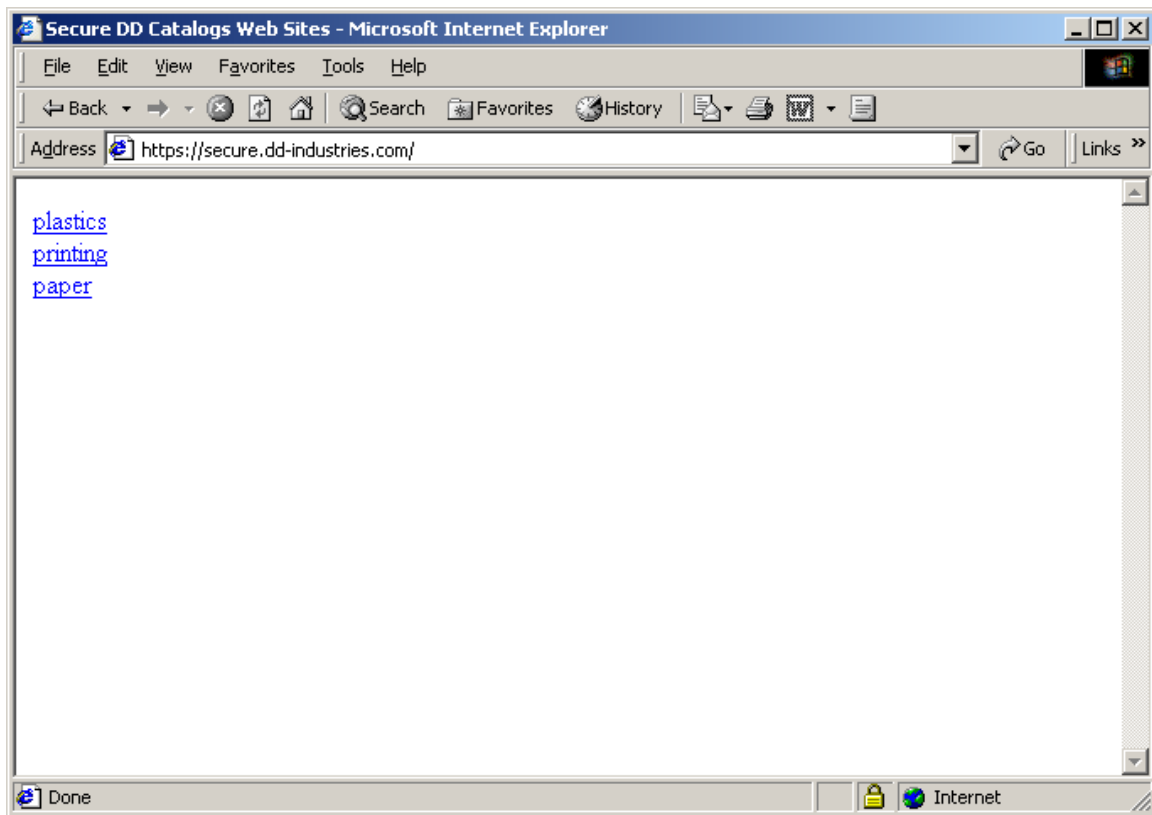 Secure DD Catalogs Web Sites - Microsoft Internet Explorer
File Edit View Favorites Tools Help
Back Search Favorites History W
Address https://secure.dd-industries.com/ Go Links »
plastics
printing
paper
Done Internet